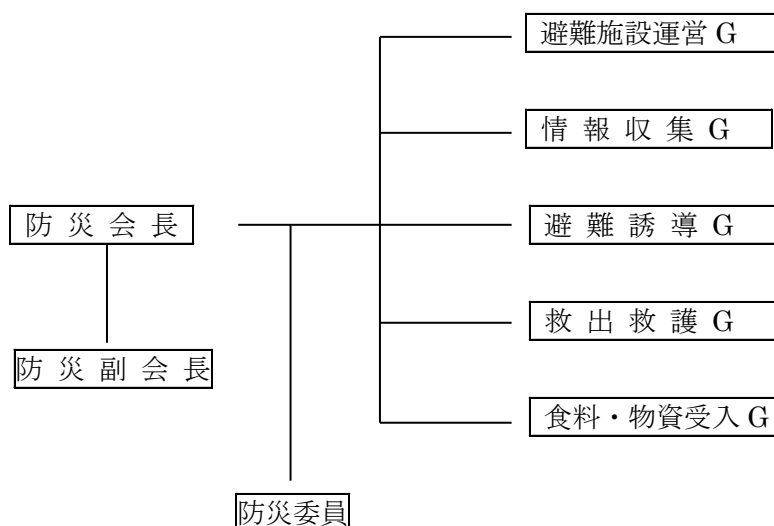 避難施設運営 G
情 報 収 集 G
防 災 会 長
避 難 誘 導 G
救 出 救 護 G
防 災 副 会 長
食料・物資受入 G
防災委員